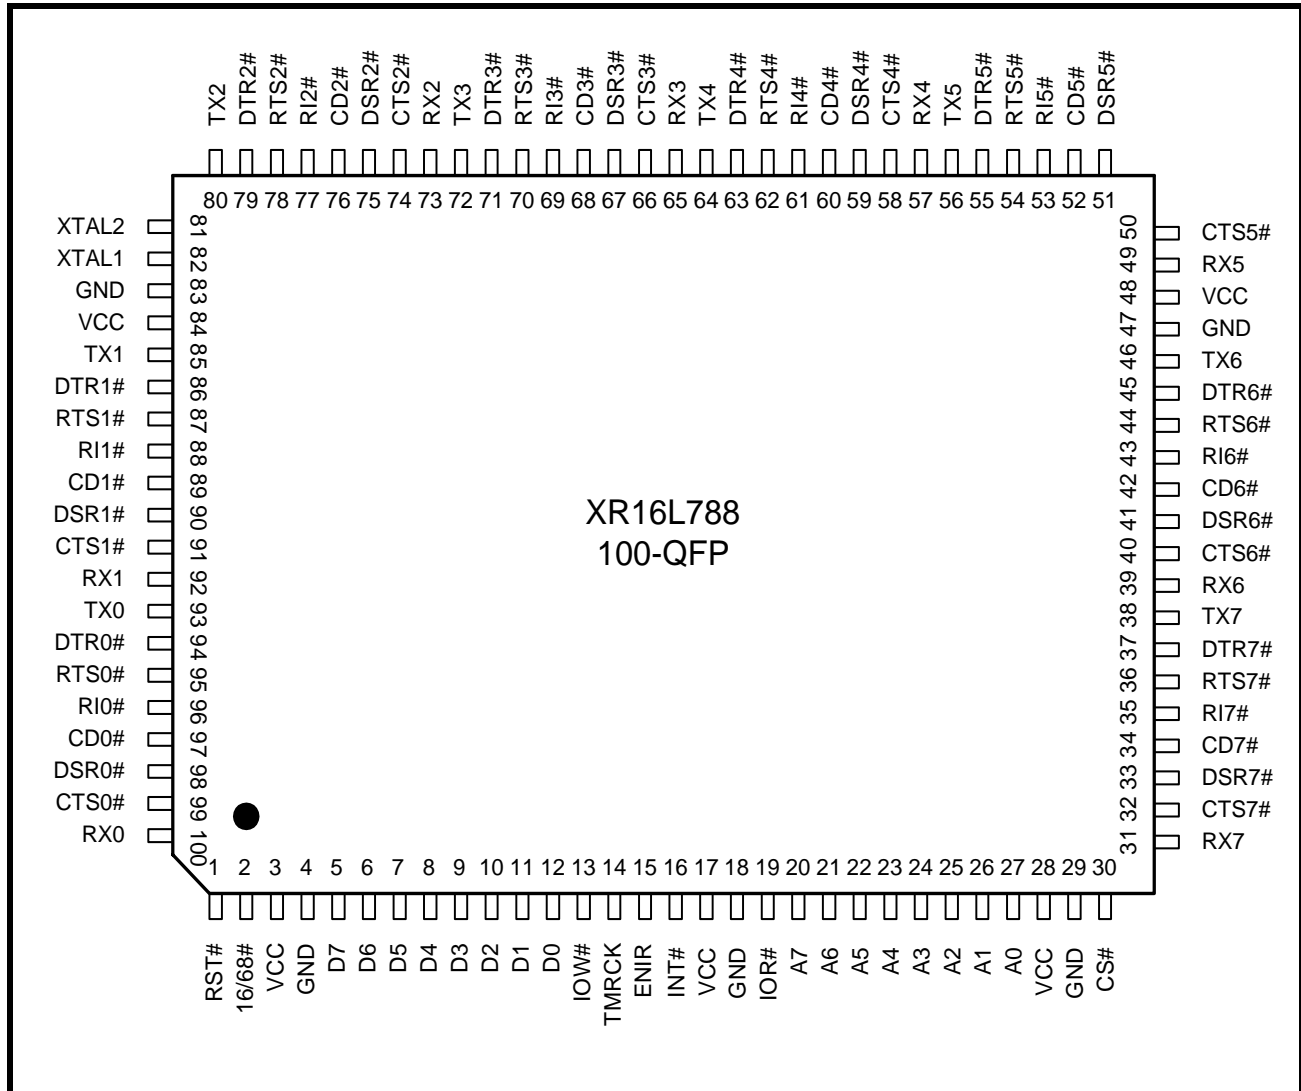 TX2 DTR2# RTS2# RI2# CD2# DSR2# CTS2# RX2 TX3 DTR3# RTS3# RI3# CD3# DSR3# CTS3# RX3 TX4 DTR4# RTS4# RI4# CD4# DSR4# CTS4# RX4 TX5 DTR5# RTS5# RI5# CD5# DSR5#
80 79 78 77 76 75 74 73 72 71 70 69 68 67 66 65 64 63 62 61 60 59 58 57 56 55 54 53 52 51
XTAL2 81
XTAL1 82
GND 83
VCC 84
TX1 85
DTR1# 86
RTS1# 87
RI1# 88
CD1# 89
DSR1# 90
CTS1# 91
RX1 92
TX0 93
DTR0# 94
RTS0# 95
RI0# 96
CD0# 97
DSR0# 98
CTS0# 99
RX0 100
XR16L788
100-QFP
50 CTS5#
49 RX5
48 VCC
47 GND
46 TX6
45 DTR6#
44 RTS6#
43 RI6#
42 CD6#
41 DSR6#
40 CTS6#
39 RX6
38 TX7
37 DTR7#
36 RTS7#
35 RI7#
34 CD7#
33 DSR7#
32 CTS7#
31 RX7
1 2 3 4 5 6 7 8 9 10 11 12 13 14 15 16 17 18 19 20 21 22 23 24 25 26 27 28 29 30
RST# 16/68# VCC GND D7 D6 D5 D4 D3 D2 D1 D0 IOW# TMRCK ENIR INT# VCC GND IOR# A7 A6 A5 A4 A3 A2 A1 A0 VCC GND CS#